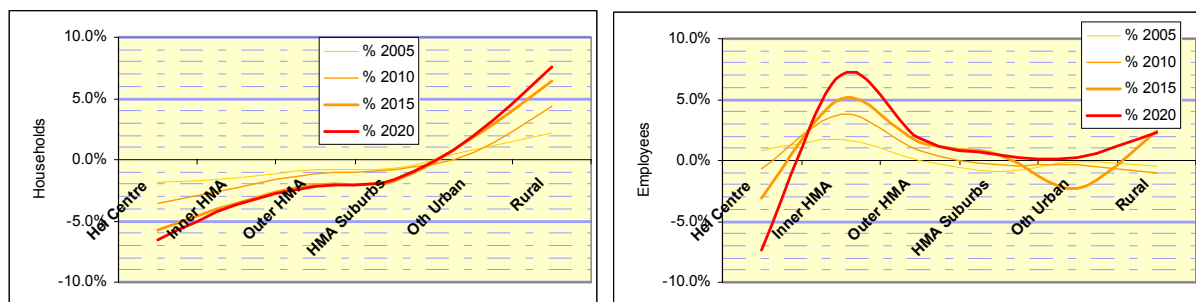 10.0%
5.0%
0.0%
-5.0%
-10.0%
Households
% 2005
% 2010
% 2015
% 2020
Hel Centre
Inner HMA
Outer HMA
HMA Suburbs
Oth Urban
Rural
10.0%
5.0%
0.0%
-5.0%
-10.0%
Employees
% 2005
% 2010
% 2015
% 2020
Hel Centre
Inner HMA
Outer HMA
HMA Suburbs
Oth Urban
Rural